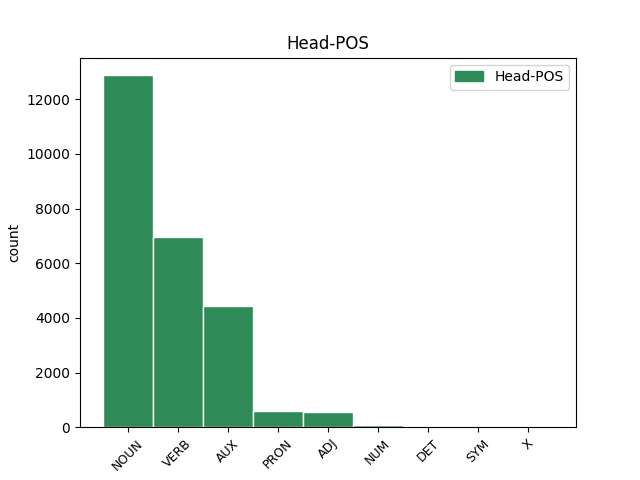 Head-POS
Head-POS
12000
10000
8000
6000
4000
2000
0
count
NOUN
VERB
AUX
PRON
ADJ
NUM
DET
SYM
X